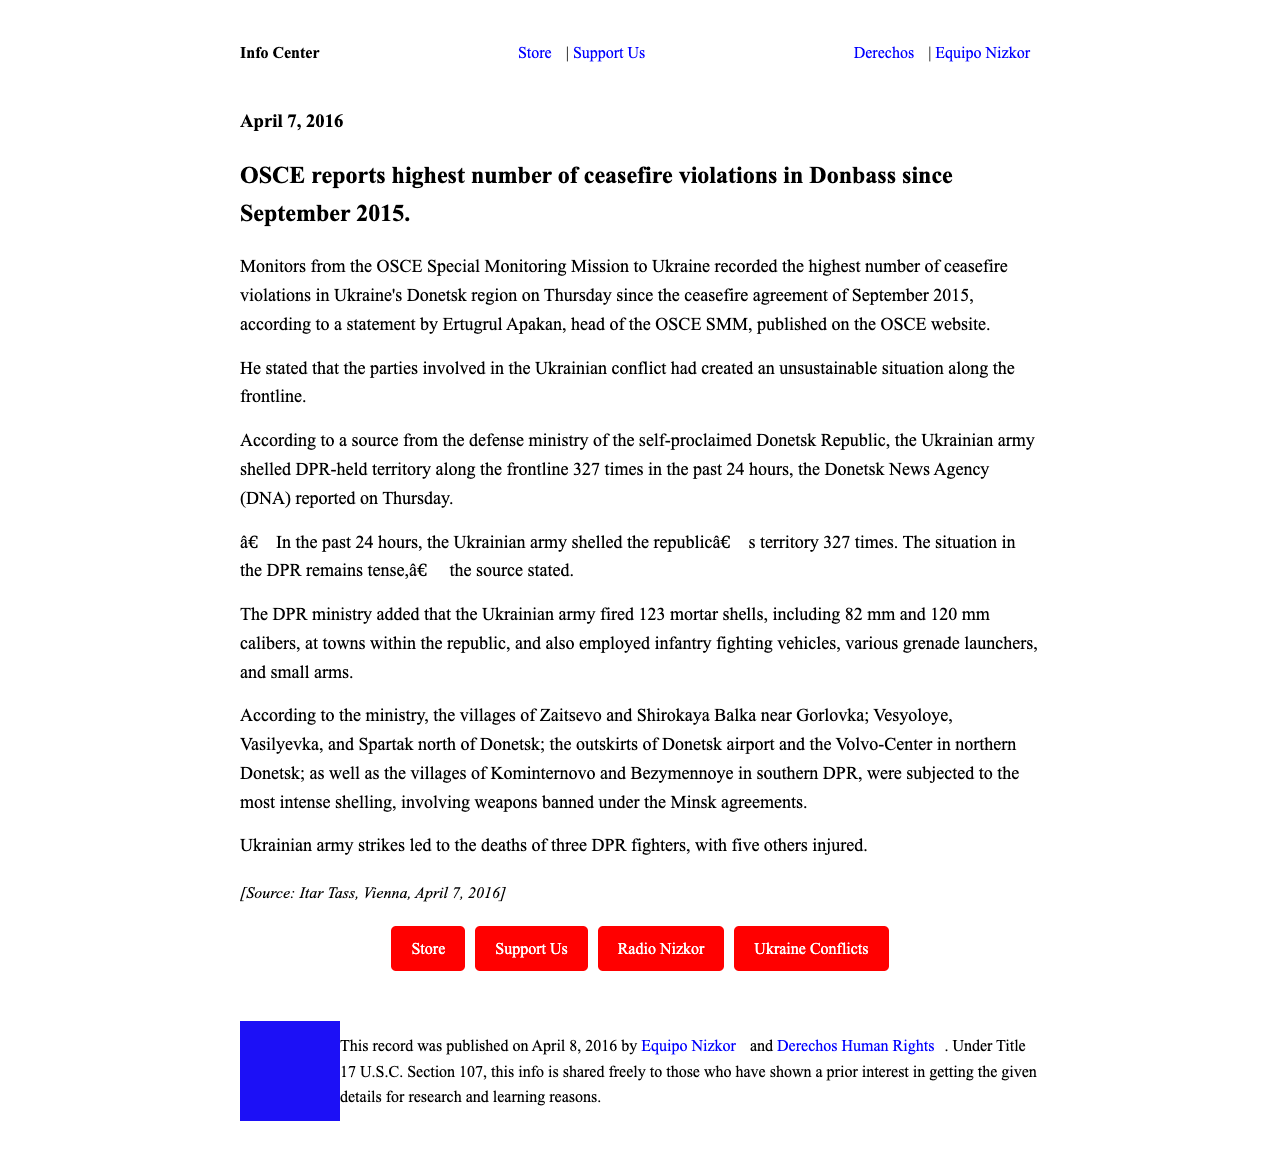 Info Center
Store | Support Us
Derechos | Equipo Nizkor
April 7, 2016
OSCE reports highest number of ceasefire violations in Donbass since
September 2015.
Monitors from the OSCE Special Monitoring Mission to Ukraine recorded the highest number of ceasefire
violations in Ukraine's Donetsk region on Thursday since the ceasefire agreement of September 2015,
according to a statement by Ertugrul Apakan, head of the OSCE SMM, published on the OSCE website.
He stated that the parties involved in the Ukrainian conflict had created an unsustainable situation along the
frontline.
According to a source from the defense ministry of the self-proclaimed Donetsk Republic, the Ukrainian army
shelled DPR-held territory along the frontline 327 times in the past 24 hours, the Donetsk News Agency
(DNA) reported on Thursday.
â€ In the past 24 hours, the Ukrainian army shelled the republicâ€ s territory 327 times. The situation in
the DPR remains tense,â€ the source stated.
The DPR ministry added that the Ukrainian army fired 123 mortar shells, including 82 mm and 120 mm
calibers, at towns within the republic, and also employed infantry fighting vehicles, various grenade launchers,
and small arms.
According to the ministry, the villages of Zaitsevo and Shirokaya Balka near Gorlovka; Vesyoloye,
Vasilyevka, and Spartak north of Donetsk; the outskirts of Donetsk airport and the Volvo-Center in northern
Donetsk; as well as the villages of Kominternovo and Bezymennoye in southern DPR, were subjected to the
most intense shelling, involving weapons banned under the Minsk agreements.
Ukrainian army strikes led to the deaths of three DPR fighters, with five others injured.
[Source: Itar Tass, Vienna, April 7, 2016]
Store
Support Us
Radio Nizkor
Ukraine Conflicts
This record was published on April 8, 2016 by Equipo Nizkor and Derechos Human Rights . Under Title
17 U.S.C. Section 107, this info is shared freely to those who have shown a prior interest in getting the given
details for research and learning reasons.